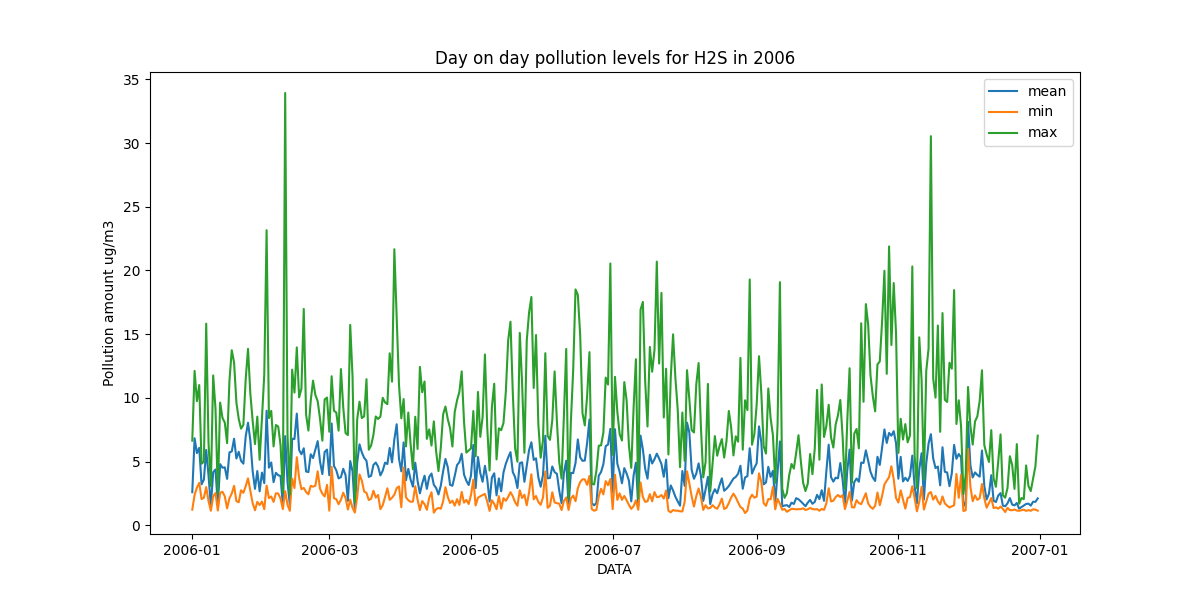 Day on day pollution levels for H2S in 2006
35
30
25
20
15
10
5
0
Pollution amount ug/m3
mean
min
max
2006-01 2006-03 2006-05 2006-07 2006-09 2006-11 2007-01
DATA